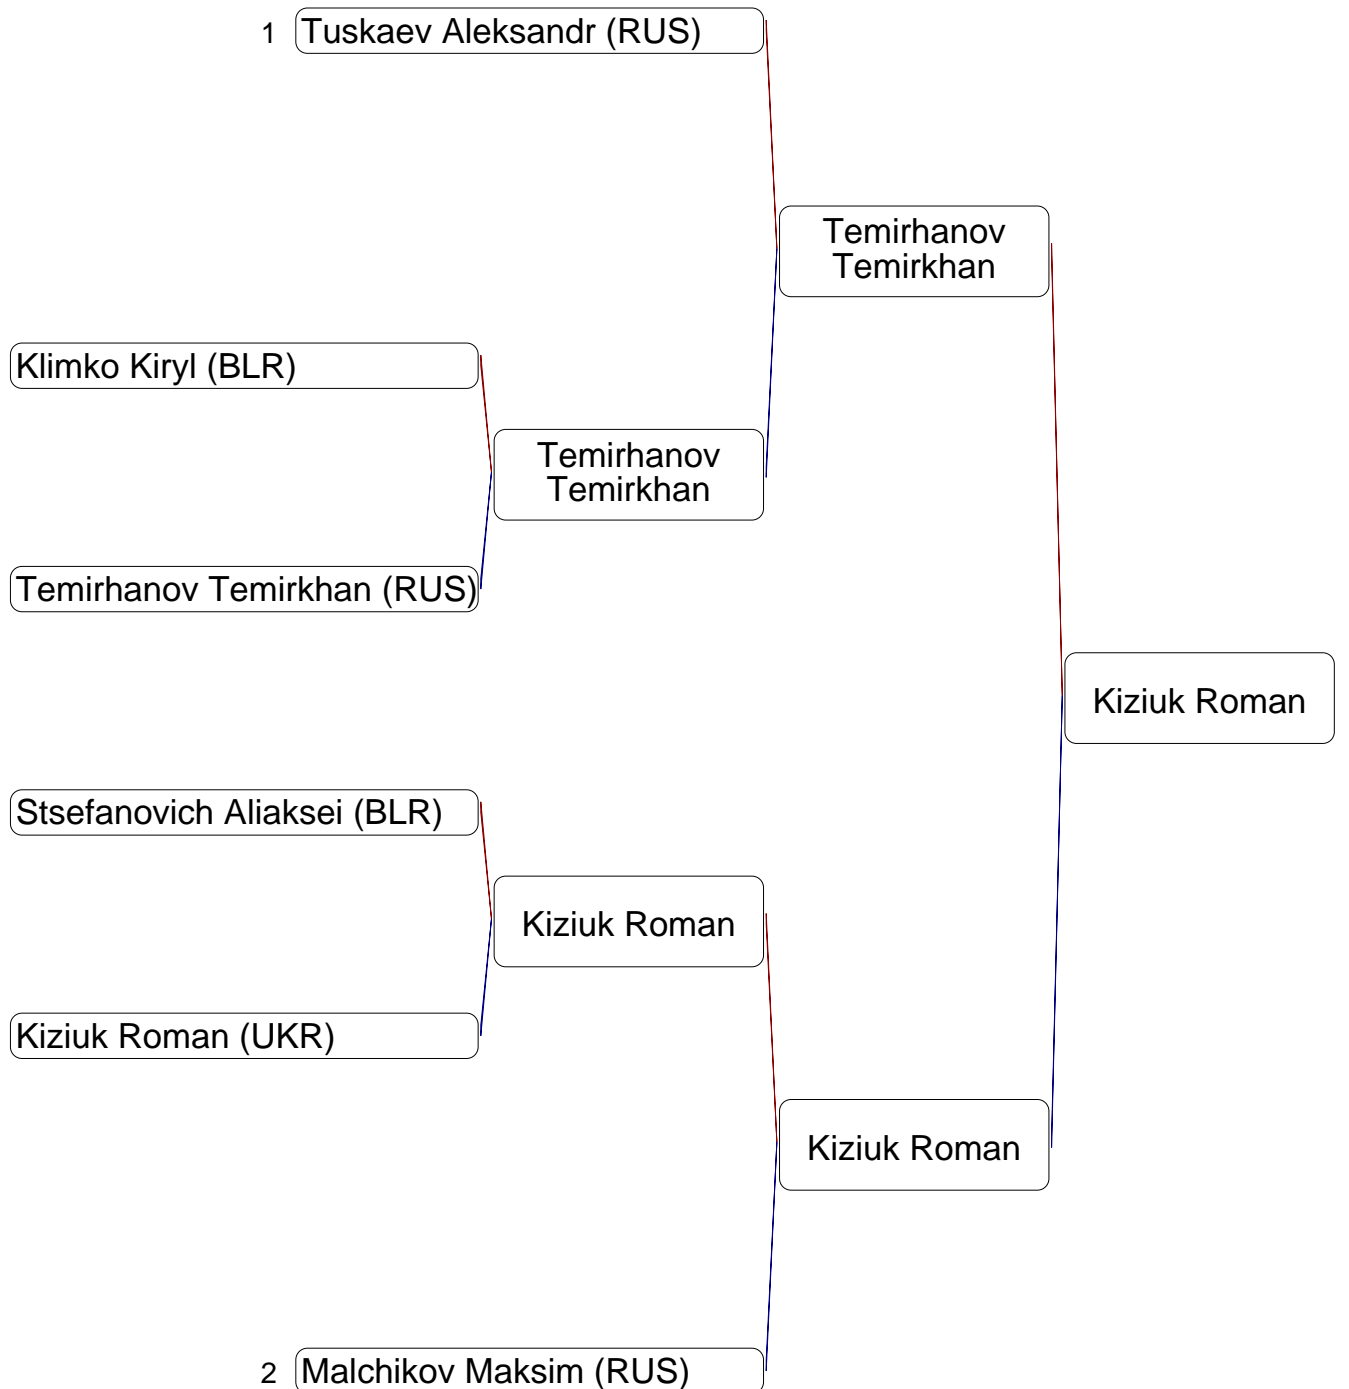 1 Tuskaev Aleksandr (RUS)
Temirhanov
Temirkhan
Klimko Kiryl (BLR)
Temirhanov
Temirkhan
Temirhanov Temirkhan (RUS)
Kiziuk Roman
Stsefanovich Aliaksei (BLR)
Kiziuk Roman
Kiziuk Roman (UKR)
Kiziuk Roman
2 Malchikov Maksim (RUS)